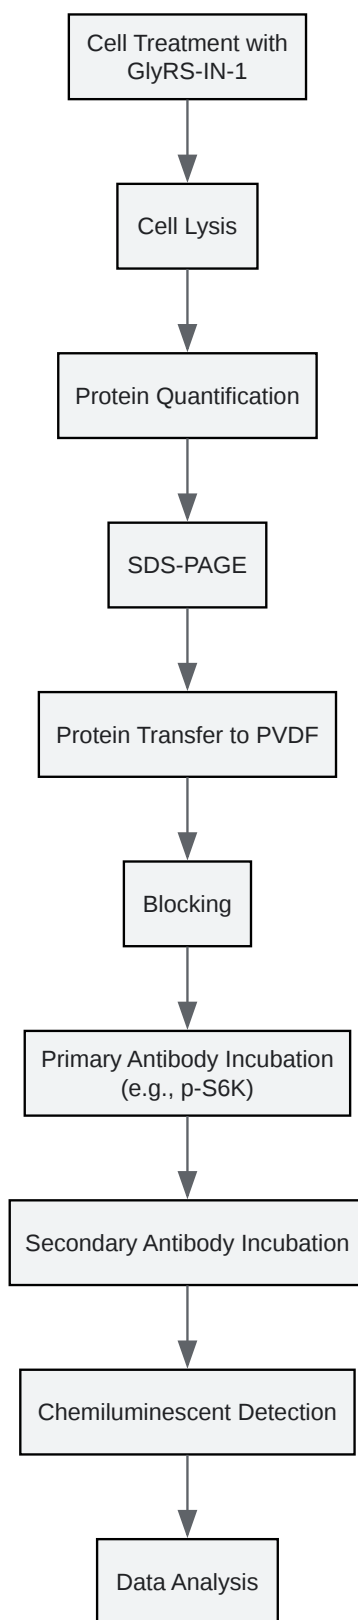 Cell Treatment with
GlyRS-IN-1
Cell Lysis
Protein Quantification
SDS-PAGE
Protein Transfer to PVDF
Blocking
Primary Antibody Incubation
(e.g., p-S6K)
Secondary Antibody Incubation
Chemiluminescent Detection
Data Analysis